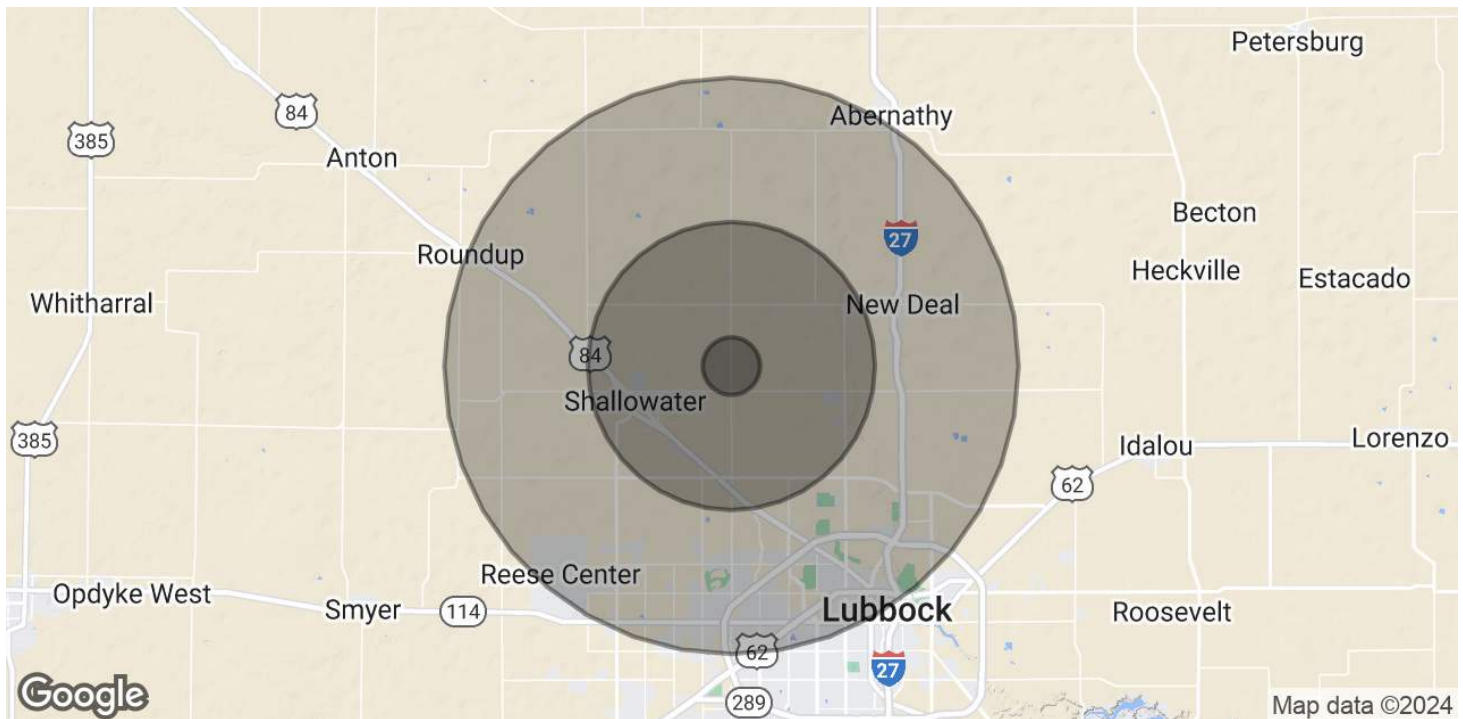 Petersburg
84
Abernathy
385
Anton
Becton
27
Roundup
Heckville
Estacado
Whitharral
New Deal
84
Shallowater
385
Idalou
Lorenzo
62
Reese Center
Opdyke West
Smyer
114
Lubbock
Roosevelt
62
27
289
Google
Map data ©2024